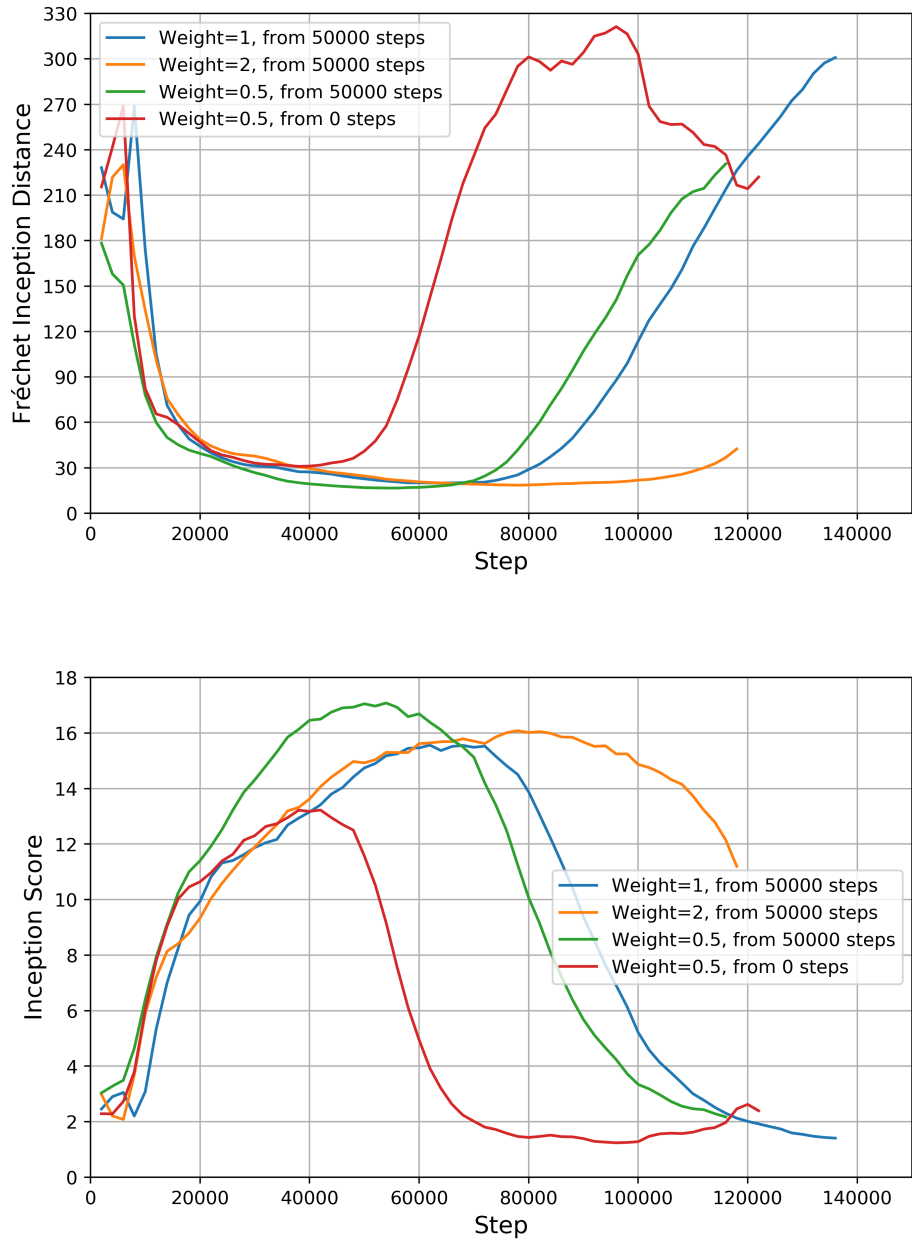 330
300
270
240
210
180
150
120
90
60
30
0
Fréchet Inception Distance
Weight=1, from 50000 steps
Weight=2, from 50000 steps
Weight=0.5, from 50000 steps
Weight=0.5, from 0 steps
0 20000 40000 60000 80000 100000 120000 140000
Step
18
16
14
12
10
8
6
4
2
0
Inception Score
Weight=1, from 50000 steps
Weight=2, from 50000 steps
Weight=0.5, from 50000 steps
Weight=0.5, from 0 steps
0 20000 40000 60000 80000 100000 120000 140000
Step